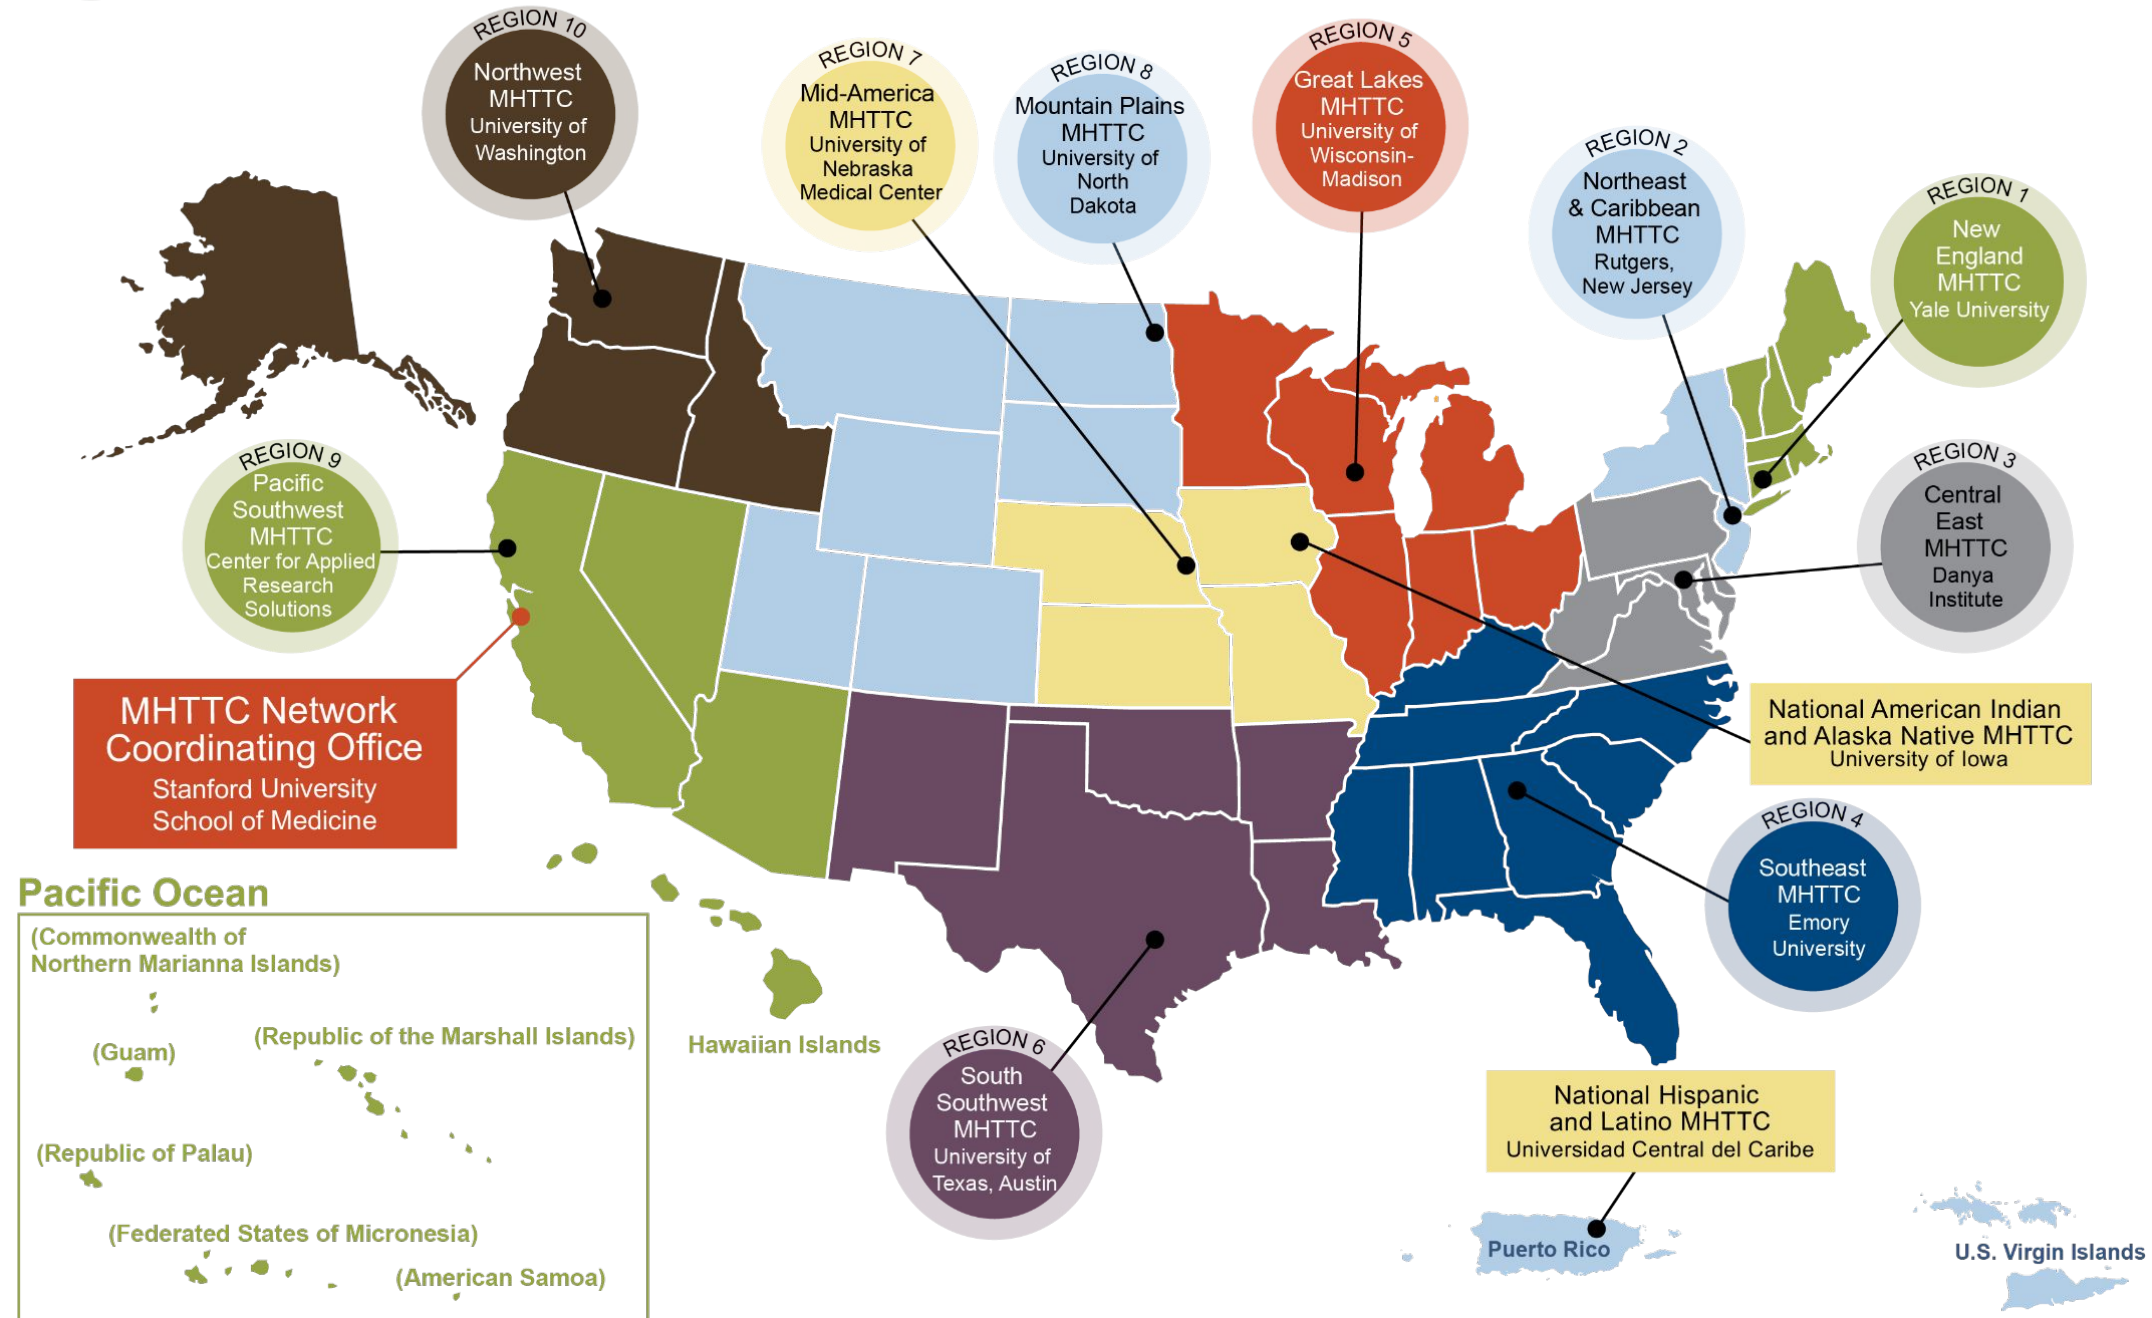 REGION 10
Northwest
MHTTC
University of
Washington
REGION 7
Mid-America
MHTTC
University of
Nebraska
Medical Center
REGION 8
Mountain Plains
MHTTC
University of
North
Dakota
REGION 5
Great Lakes
MHTTC
University of
Wisconsin-
Madison
REGION 2
Northeast
& Caribbean
MHTTC
Rutgers,
New Jersey
REGION 1
New
England
MHTTC
Yale University
REGION 9
Pacific
Southwest
MHTTC
Center for Applied
Research
Solutions
REGION 3
Central
East
MHTTC
Danya
Institute
MHTTC Network
Coordinating Office
Stanford University
School of Medicine
National American Indian
and Alaska Native MHTTC
University of Iowa
REGION 4
Southeast
MHTTC
Emory
University
Pacific Ocean
(Commonwealth of
Northern Marianna Islands)
(Guam)
(Republic of the Marshall Islands)
(Republic of Palau)
(Federated States of Micronesia)
(American Samoa)
Hawaiian Islands
REGION 6
South
Southwest
MHTTC
University of
Texas, Austin
National Hispanic
and Latino MHTTC
Universidad Central del Caribe
Puerto Rico
U.S. Virgin Islands